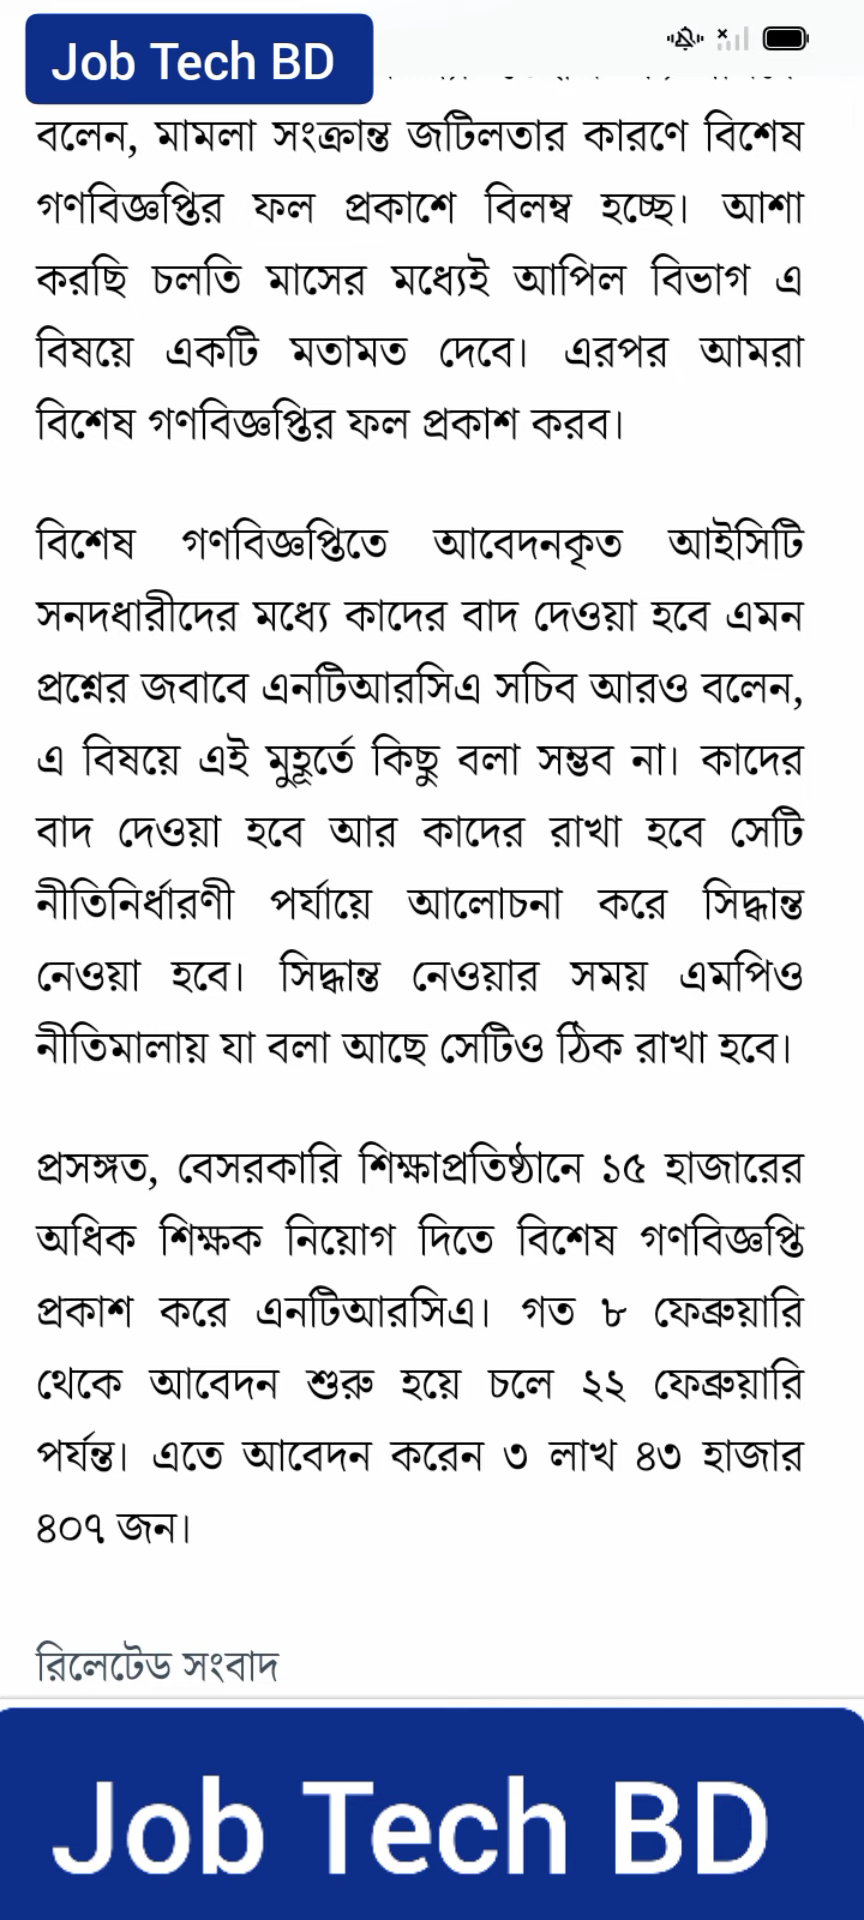 Job Tech BD
বলেন, মামলা সংক্রান্ত জটিলতার কারণে বিশেষ
গণবিজ্ঞপ্তির ফল প্রকাশে বিলম্ব হচ্ছে। আশা
করছি চলতি মাসের মধ্যেই আপিল বিভাগ এ
বিষয়ে একটি মতামত দেবে। এরপর আমরা
বিশেষ গণবিজ্ঞপ্তির ফল প্রকাশ করব।
বিশেষ গণবিজ্ঞপ্তিতে আবেদনকৃত আইসিটি
সনদধারীদের মধ্যে কাদের বাদ দেওয়া হবে এমন
প্রশ্নের জবাবে এনটিআরসিএ সচিব আরও বলেন,
এ বিষয়ে এই মুহূর্তে কিছু বলা সম্ভব না। কাদের
বাদ দেওয়া হবে আর কাদের রাখা হবে সেটি
নীতিনির্ধারণী পর্যায়ে আলোচনা করে সিদ্ধান্ত
নেওয়া হবে। সিদ্ধান্ত নেওয়ার সময় এমপিও
নীতিমালায় যা বলা আছে সেটিও ঠিক রাখা হবে।
প্রসঙ্গত, বেসরকারি শিক্ষাপ্রতিষ্ঠানে ১৫ হাজারের
অধিক শিক্ষক নিয়োগ দিতে বিশেষ গণবিজ্ঞপ্তি
প্রকাশ করে এনটিআরসিএ। গত ৮ ফেব্রুয়ারি
থেকে আবেদন শুরু হয়ে চলে ২২ ফেব্রুয়ারি
পর্যন্ত। এতে আবেদন করেন ৩ লাখ ৪৩ হাজার
৪০৭ জন।
রিলেটেড সংবাদ
Job Tech BD